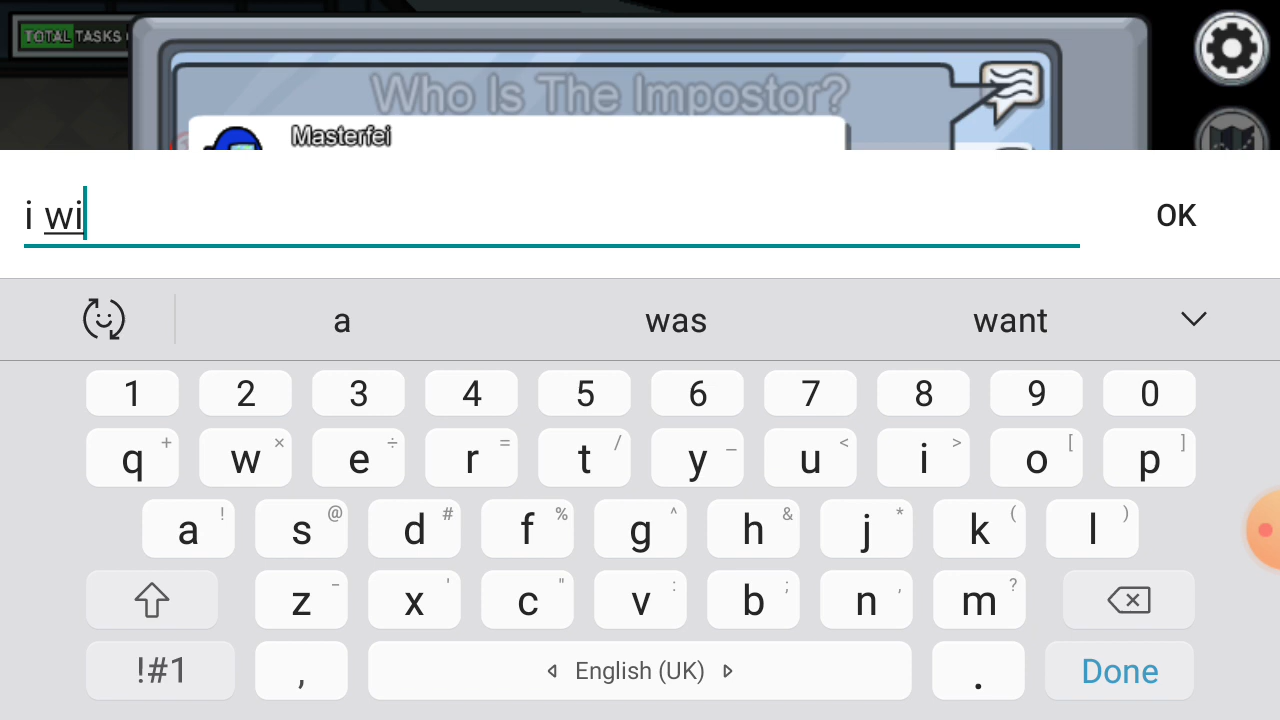 TOTAL TASKS
Who Is The Impostor?
Masterfei
i wi
OK
a was want
1 2 3 4 5 6 7 8 9 0
q + w × e ÷ r = t / y _ u < i > o [ p ]
a ! s @ d # f % g ^ h & j * k ( l )
z - x ' c " v : b ; n , m ?
!#1 , English (UK) . Done